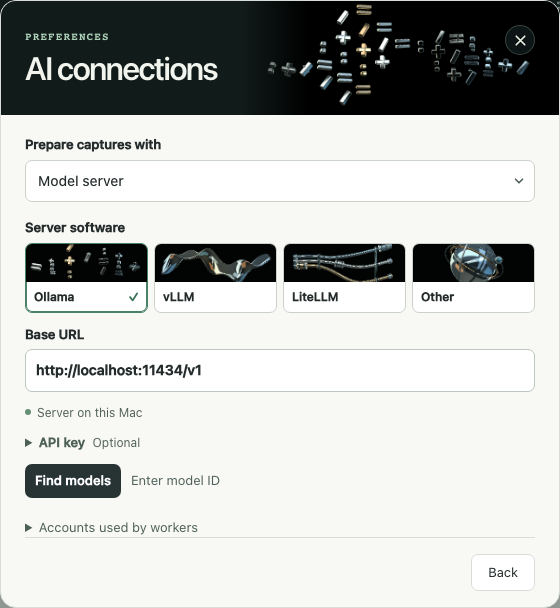 PREFERENCES
AI connections
Prepare captures with
Model server
Server software
Ollama
vLLM
LiteLLM
Other
Base URL
http://localhost:11434/v1
Server on this Mac
API key Optional
Find models Enter model ID
Accounts used by workers
Back